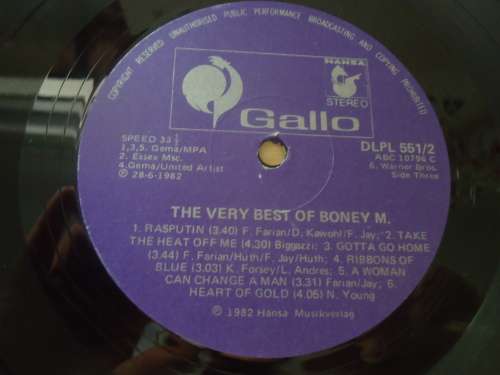 COPYRIGHT RESERVED. UNAUTHORISED PUBLIC PERFORMANCE BROADCASTING AND COPYING PROHIBITED
HANSA
STEREO
Gallo
SPEED 33 1/3
1,3,5. Gema/MPA
2. Essex Msc.
4.Gema/United Artist
℗ 28-6-1982
DLPL 551/2
ABC 10796 C
6. Warner Bros.
Side Three
THE VERY BEST OF BONEY M.
1. RASPUTIN (3.40) F. Farian/D. Kawohl/F. Jay; 2. TAKE
THE HEAT OFF ME (4.30) Biggazzi; 3. GOTTA GO HOME
(3.44) F. Farian/Huth/F. Jay/Huth; 4. RIBBONS OF
BLUE (3.03) K. Forsey/L. Andres; 5. A WOMAN
CAN CHANGE A MAN (3.31) Farian/Jay; 6.
HEART OF GOLD (4.05) N. Young
℗ 1982 Hansa Musikverlag